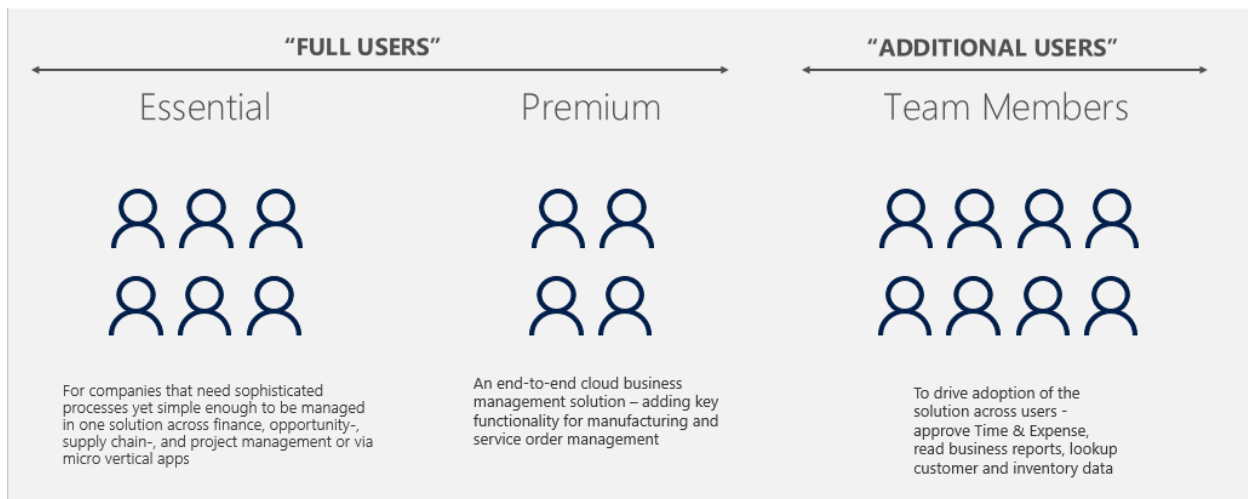 “FULL USERS”
“ADDITIONAL USERS”
Essential
Premium
Team Members
For companies that need sophisticated
processes yet simple enough to be managed
in one solution across finance, opportunity-,
supply chain-, and project management or via
micro vertical apps
An end-to-end cloud business
management solution – adding key
functionality for manufacturing and
service order management
To drive adoption of the
solution across users -
approve Time & Expense,
read business reports, lookup
customer and inventory data